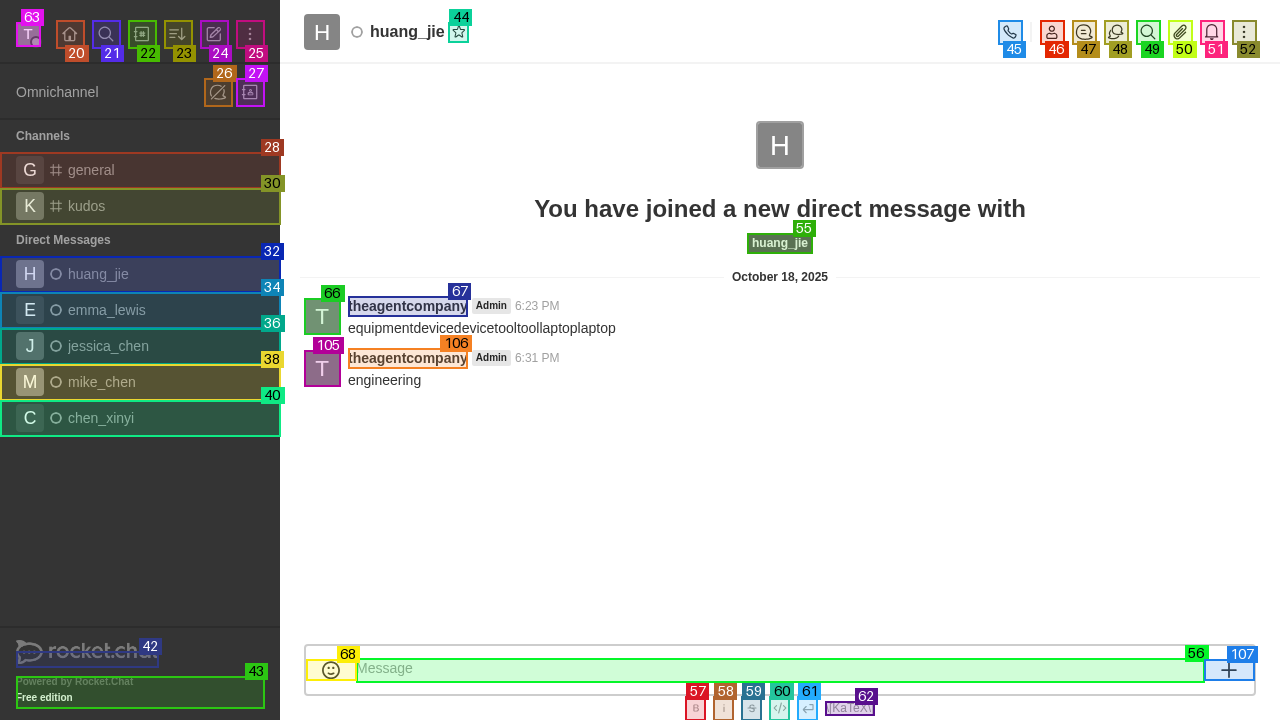 63
T
20
21
22
23
24
25
H
huang_jie
44
45
46
47
48
49
50
51
52
Omnichannel
26
27
Channels
28
G general
30
K kudos
Direct Messages
32
H huang_jie
34
E emma_lewis
36
J jessica_chen
38
M mike_chen
40
C chen_xinyi
H
You have joined a new direct message with
55
huang_jie
October 18, 2025
66
67
T
theagentcompany Admin 6:23 PM
equipmentdevicedevicetooltoollaptoplaptop
105
106
T
theagentcompany Admin 6:31 PM
engineering
42
rocket.chat
Powered by Rocket.Chat
43
Free edition
68
Message
56
107
57
58
59
60
61
62
B
i
S
</>
\KaTeX\